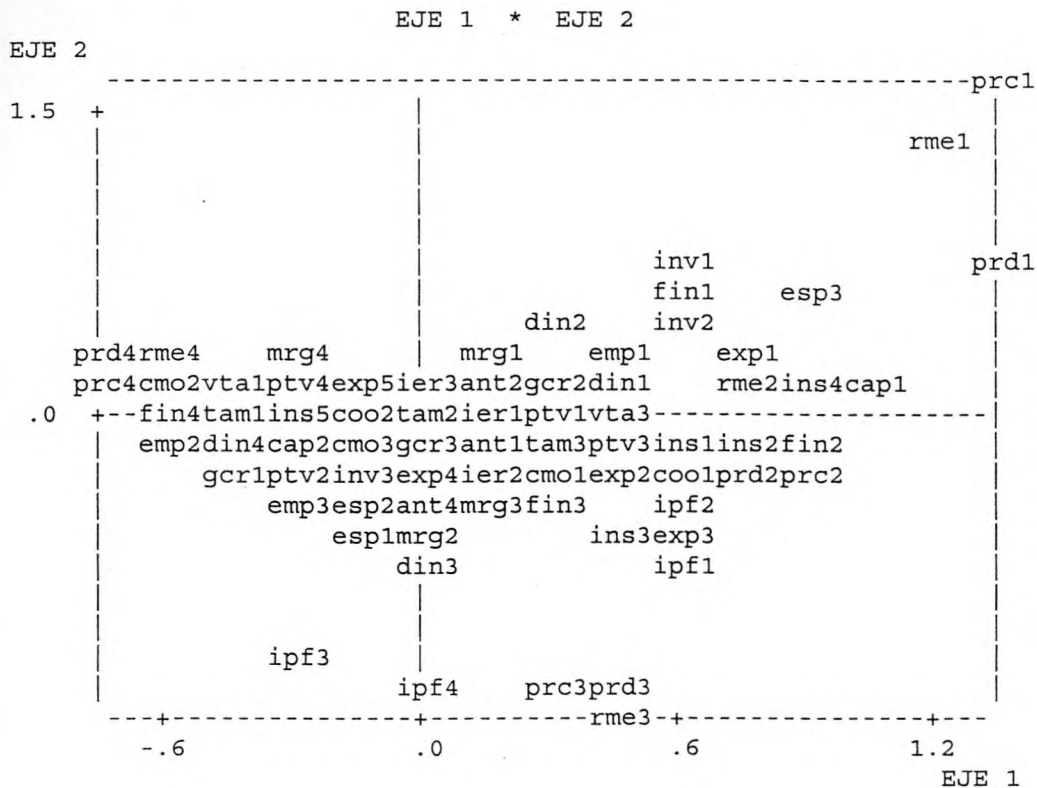 EJE 1 * EJE 2
EJE 2
prc1
1.5 +
rme1
inv1 prd1
fin1 esp3
din2 inv2
prd4rme4 mrg4 mrg1 emp1 exp1
prc4cmo2vta1ptv4exp5ier3ant2gcr2din1 rme2ins4cap1
.0 +--fin4tam1ins5coo2tam2ier1ptv1vta3
emp2din4cap2cmo3gcr3ant1tam3ptv3ins1ins2fin2
gcr1ptv2inv3exp4ier2cmo1exp2coo1prd2prc2
emp3esp2ant4mrg3fin3 ipf2
esp1mrg2 ins3exp3
din3 ipf1
ipf3
ipf4 prc3prd3
rme3
-.6 .0 .6 1.2
EJE 1